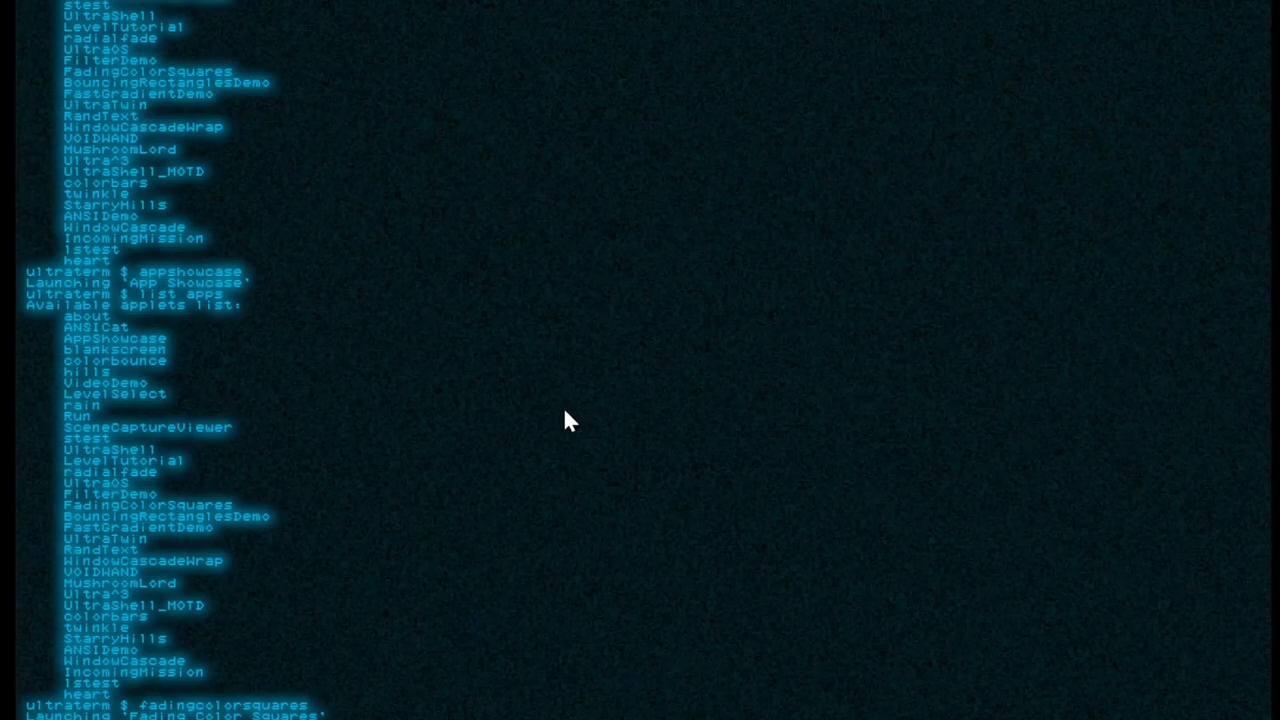 stest
UltraShell
LevelTutorial
radialfade
UltraOS
FilterDemo
FadingColorSquares
BouncingRectanglesDemo
FastGradientDemo
UltraTwin
RandText
WindowCascadeWrap
VOIDWAND
MushroomLord
Ultra^3
UltraShell_MOTD
colorbars
twinkle
StarryHills
ANSIDemo
WindowCascade
IncomingMission
lstest
heart
ultraterm $ appshowcase
Launching 'App Showcase'
ultraterm $ list apps
Available applets list:
about
ANSICat
AppShowcase
blankscreen
colorbounce
hills
VideoDemo
LevelSelect
rain
Run
SceneCaptureViewer
stest
UltraShell
LevelTutorial
radialfade
UltraOS
FilterDemo
FadingColorSquares
BouncingRectanglesDemo
FastGradientDemo
UltraTwin
RandText
WindowCascadeWrap
VOIDWAND
MushroomLord
Ultra^3
UltraShell_MOTD
colorbars
twinkle
StarryHills
ANSIDemo
WindowCascade
IncomingMission
lstest
heart
ultraterm $ fadingcolorsquares
Launching 'Fading Color Squares'